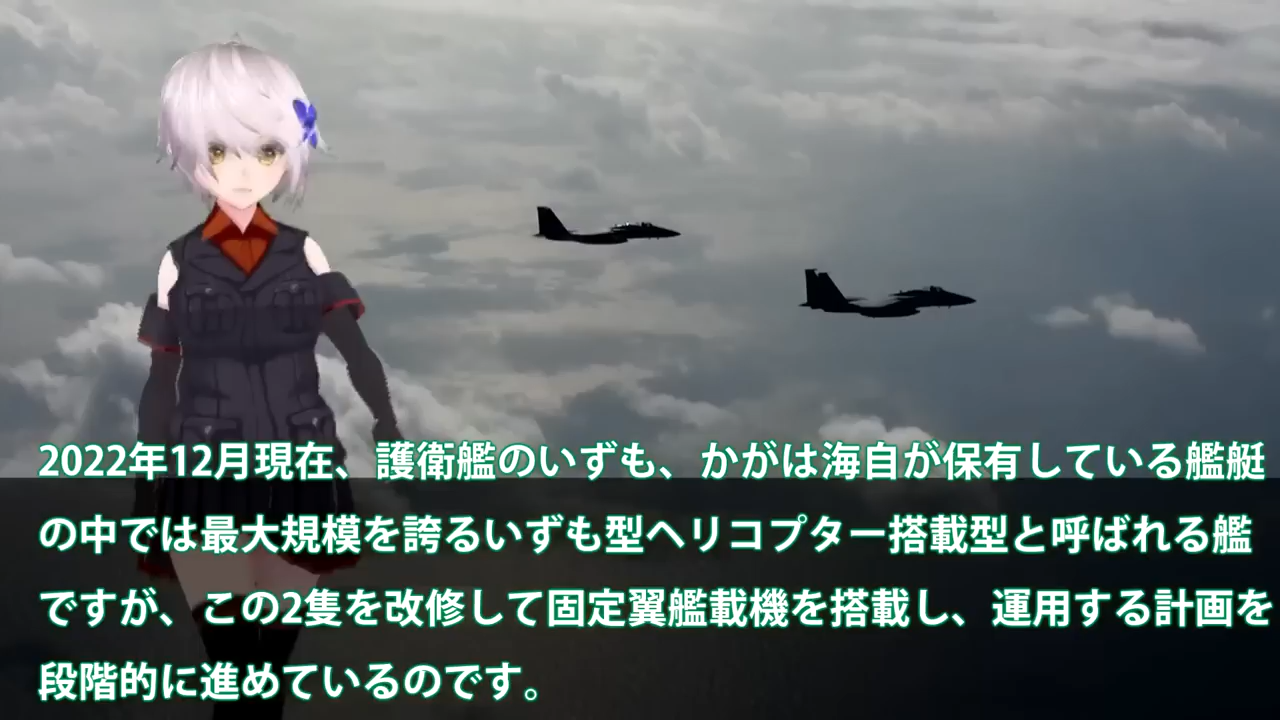 2022年12月現在、護衛艦のいずも、かがは海自が保有している艦艇
の中では最大規模を誇るいずも型ヘリコプター搭載型と呼ばれる艦
ですが、この2隻を改修して固定翼艦載機を搭載し、運用する計画を
段階的に進めているのです。